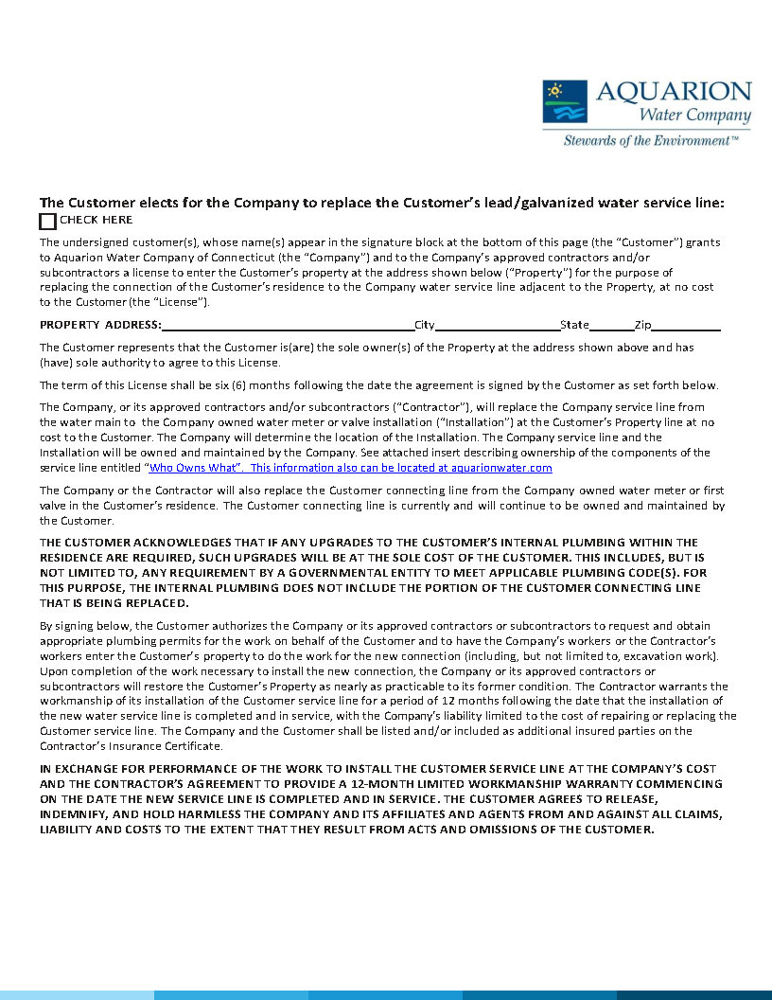 AQUARION
Water Company
Stewards of the Environment™
The Customer elects for the Company to replace the Customer's lead/galvanized water service line:
CHECK HERE
The undersigned customer(s), whose name(s) appear in the signature block at the bottom of this page (the “Customer”) grants
to Aquarion Water Company of Connecticut (the “Company”) and to the Company’s approved contractors and/or
subcontractors a license to enter the Customer’s property at the address shown below (“Property”) for the purpose of
replacing the connection of the Customer’s residence to the Company water service line adjacent to the Property, at no cost
to the Customer (the “License”).
PROPERTY ADDRESS:_____ City_____ State_____ Zip_____
The Customer represents that the Customer is(are) the sole owner(s) of the Property at the address shown above and has
(have) sole authority to agree to this License.
The term of this License shall be six (6) months following the date the agreement is signed by the Customer as set forth below.
The Company, or its approved contractors and/or subcontractors (“Contractor”), will replace the Company service line from
the water main to the Company owned water meter or valve installation (“Installation”) at the Customer’s Property line at no
cost to the Customer. The Company will determine the location of the Installation. The Company service line and the
Installation will be owned and maintained by the Company. See attached insert describing ownership of the components of the
service line entitled “Who Owns What”. This information also can be located at aquarionwater.com
The Company or the Contractor will also replace the Customer connecting line from the Company owned water meter or first
valve in the Customer’s residence. The Customer connecting line is currently and will continue to be owned and maintained by
the Customer.
THE CUSTOMER ACKNOWLEDGES THAT IF ANY UPGRADES TO THE CUSTOMER’S INTERNAL PLUMBING WITHIN THE
RESIDENCE ARE REQUIRED, SUCH UPGRADES WILL BE AT THE SOLE COST OF THE CUSTOMER. THIS INCLUDES, BUT IS
NOT LIMITED TO, ANY REQUIREMENT BY A GOVERNMENTAL ENTITY TO MEET APPLICABLE PLUMBING CODE(S). FOR
THIS PURPOSE, THE INTERNAL PLUMBING DOES NOT INCLUDE THE PORTION OF THE CUSTOMER CONNECTING LINE
THAT IS BEING REPLACED.
By signing below, the Customer authorizes the Company or its approved contractors or subcontractors to request and obtain
appropriate plumbing permits for the work on behalf of the Customer and to have the Company’s workers or the Contractor’s
workers enter the Customer’s property to do the work for the new connection (including, but not limited to, excavation work).
Upon completion of the work necessary to install the new connection, the Company or its approved contractors or
subcontractors will restore the Customer’s Property as nearly as practicable to its former condition. The Contractor warrants the
workmanship of its installation of the Customer service line for a period of 12 months following the date that the installation of
the new water service line is completed and in service, with the Company’s liability limited to the cost of repairing or replacing the
Customer service line. The Company and the Customer shall be listed and/or included as additional insured parties on the
Contractor’s Insurance Certificate.
IN EXCHANGE FOR PERFORMANCE OF THE WORK TO INSTALL THE CUSTOMER SERVICE LINE AT THE COMPANY’S COST
AND THE CONTRACTOR’S AGREEMENT TO PROVIDE A 12-MONTH LIMITED WORKMANSHIP WARRANTY COMMENCING
ON THE DATE THE NEW SERVICE LINE IS COMPLETED AND IN SERVICE. THE CUSTOMER AGREES TO RELEASE,
INDEMNIFY, AND HOLD HARMLESS THE COMPANY AND ITS AFFILIATES AND AGENTS FROM AND AGAINST ALL CLAIMS,
LIABILITY AND COSTS TO THE EXTENT THAT THEY RESULT FROM ACTS AND OMISSIONS OF THE CUSTOMER.